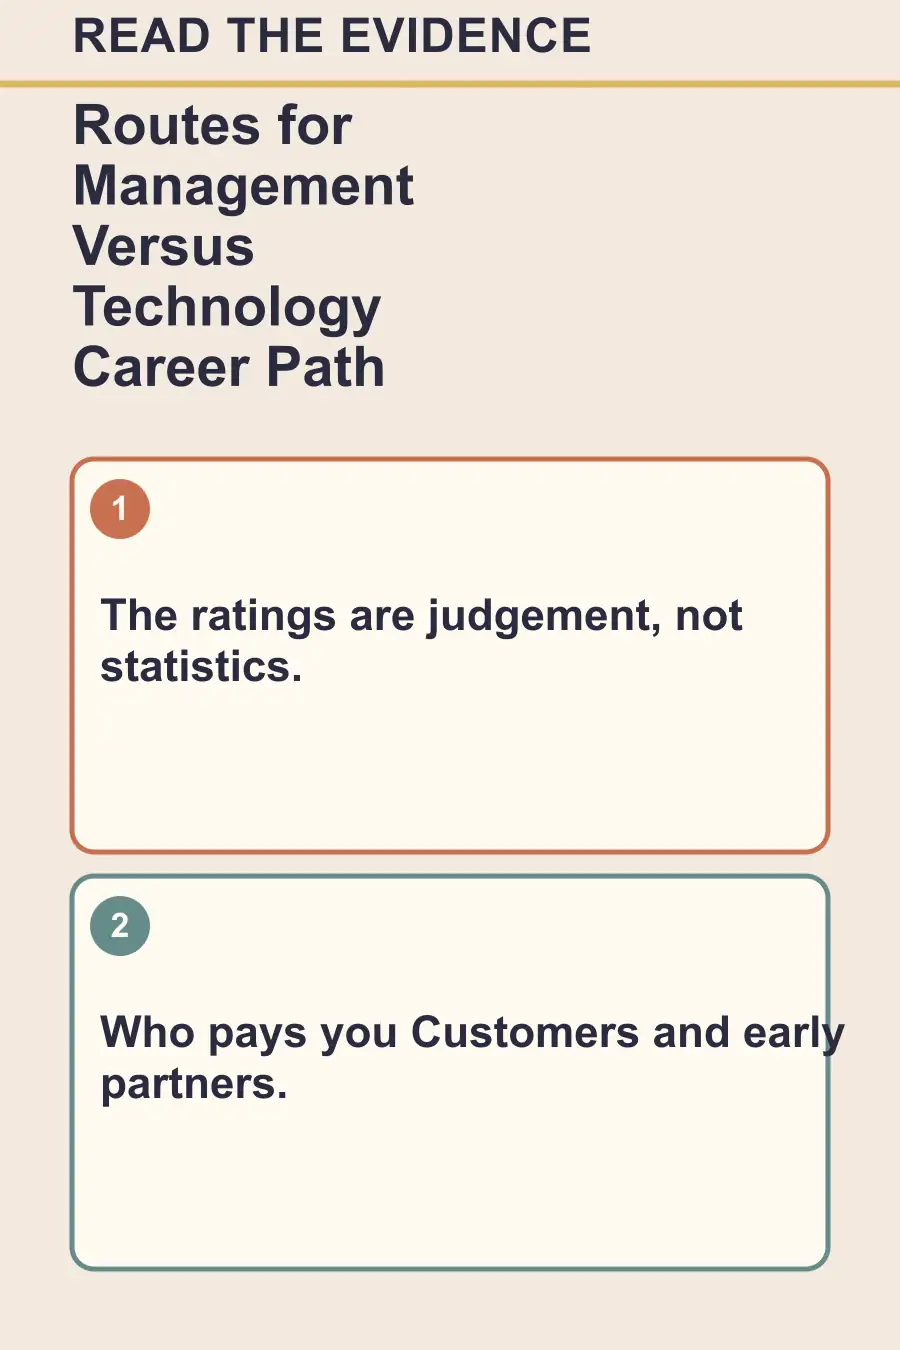 READ THE EVIDENCE
Routes for
Management
Versus
Technology
Career Path
1
The ratings are judgement, not
statistics.
2
Who pays you Customers and early
partners.